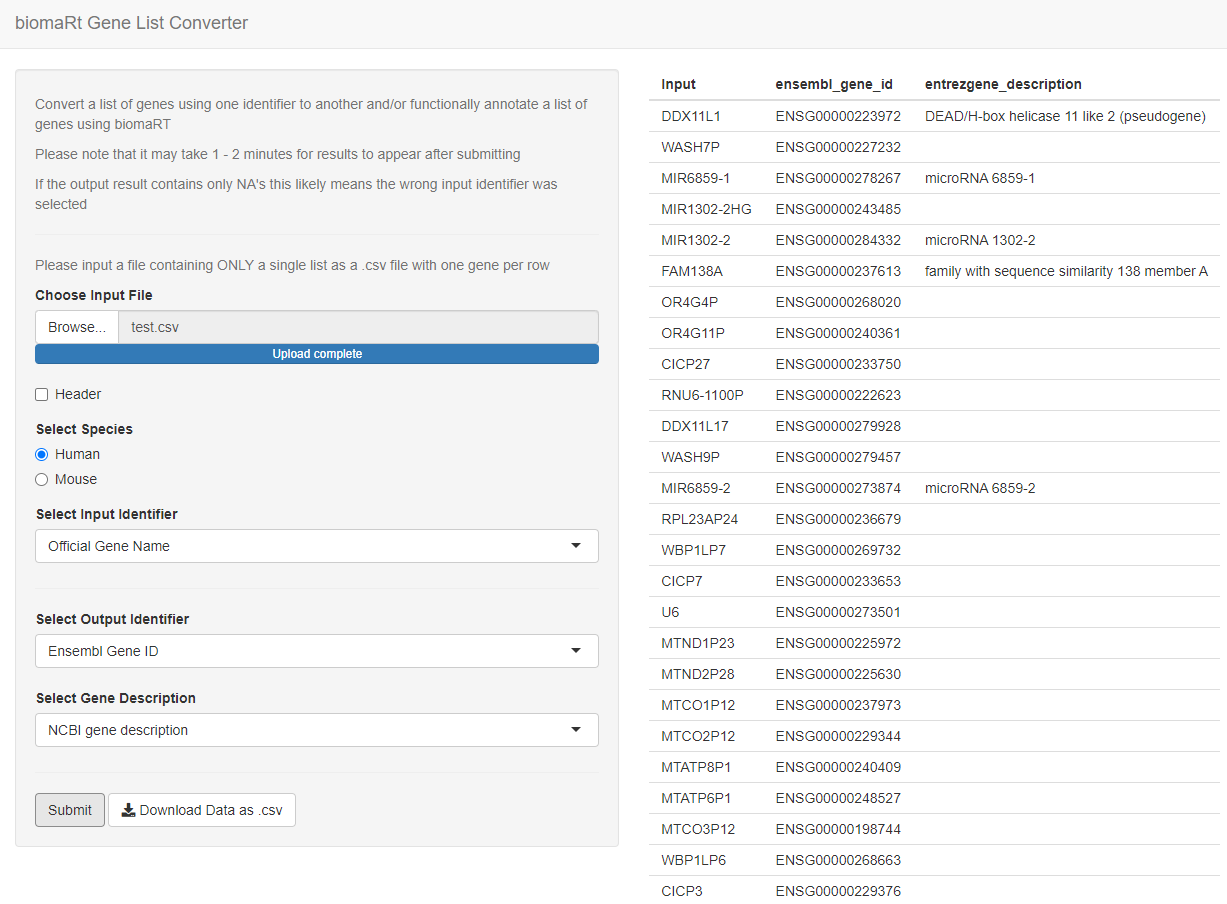 biomaRt Gene List Converter
Convert a list of genes using one identifier to another and/or functionally annotate a list of
genes using biomaRT
Please note that it may take 1 - 2 minutes for results to appear after submitting
If the output result contains only NA's this likely means the wrong input identifier was
selected
Please input a file containing ONLY a single list as a .csv file with one gene per row
Choose Input File
Browse... test.csv
Upload complete
Header
Select Species
Human
Mouse
Select Input Identifier
Official Gene Name
Select Output Identifier
Ensembl Gene ID
Select Gene Description
NCBI gene description
Submit Download Data as .csv
Input ensembl_gene_id entrezgene_description
DDX11L1 ENSG00000223972 DEAD/H-box helicase 11 like 2 (pseudogene)
WASH7P ENSG00000227232
MIR6859-1 ENSG00000278267 microRNA 6859-1
MIR1302-2HG ENSG00000243485
MIR1302-2 ENSG00000284332 microRNA 1302-2
FAM138A ENSG00000237613 family with sequence similarity 138 member A
OR4G4P ENSG00000268020
OR4G11P ENSG00000240361
CICP27 ENSG00000233750
RNU6-1100P ENSG00000222623
DDX11L17 ENSG00000279928
WASH9P ENSG00000279457
MIR6859-2 ENSG00000273874 microRNA 6859-2
RPL23AP24 ENSG00000236679
WBP1LP7 ENSG00000269732
CICP7 ENSG00000233653
U6 ENSG00000273501
MTND1P23 ENSG00000225972
MTND2P28 ENSG00000225630
MTCO1P12 ENSG00000237973
MTCO2P12 ENSG00000229344
MTATP8P1 ENSG00000240409
MTATP6P1 ENSG00000248527
MTCO3P12 ENSG00000198744
WBP1LP6 ENSG00000268663
CICP3 ENSG00000229376